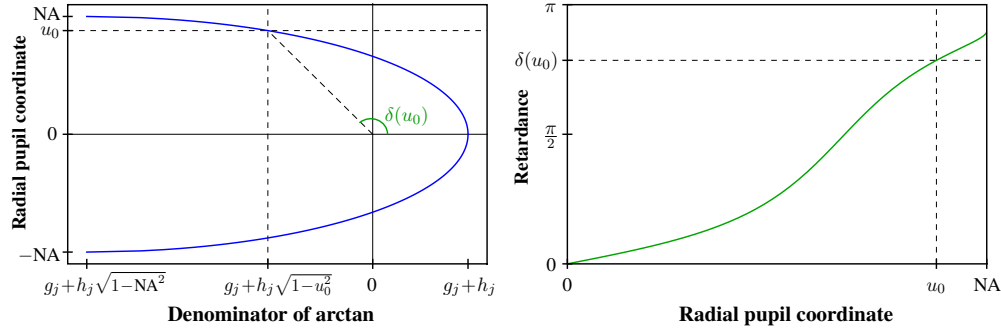 Radial pupil coordinate
NA
u₀
0
−NA
δ(u₀)
g_j+h_j√(1−NA²)
g_j+h_j√(1−u₀²)
0
g_j+h_j
Denominator of arctan
Retardance
π
δ(u₀)
π/2
0
0
u₀
NA
Radial pupil coordinate